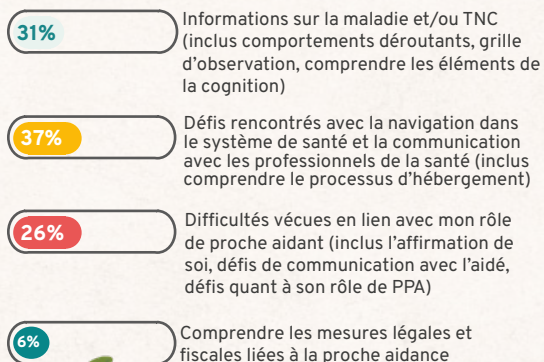 31%
Informations sur la maladie et/ou TNC
(inclus comportements déroutants, grille
d'observation, comprendre les éléments de
la cognition)
37%
Défis rencontrés avec la navigation dans
le système de santé et la communication
avec les professionnels de la santé (inclus
comprendre le processus d'hébergement)
26%
Difficultés vécues en lien avec mon rôle
de proche aidant (inclus l'affirmation de
soi, défis de communication avec l'aidé,
défis quant à son rôle de PPA)
6%
Comprendre les mesures légales et
fiscales liées à la proche aidance